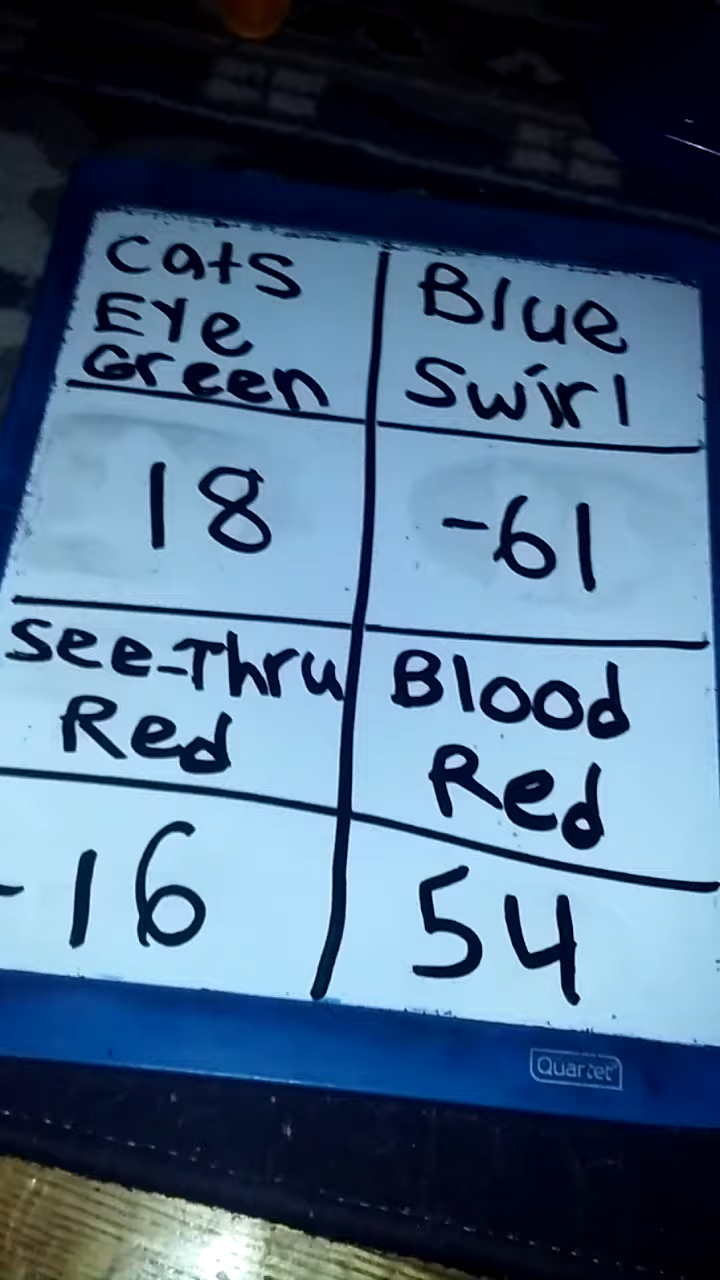 Cats
Eye
Green
Blue
Swirl
18
-61
See-Thru
Red
Blood
Red
-16
54
Quartet